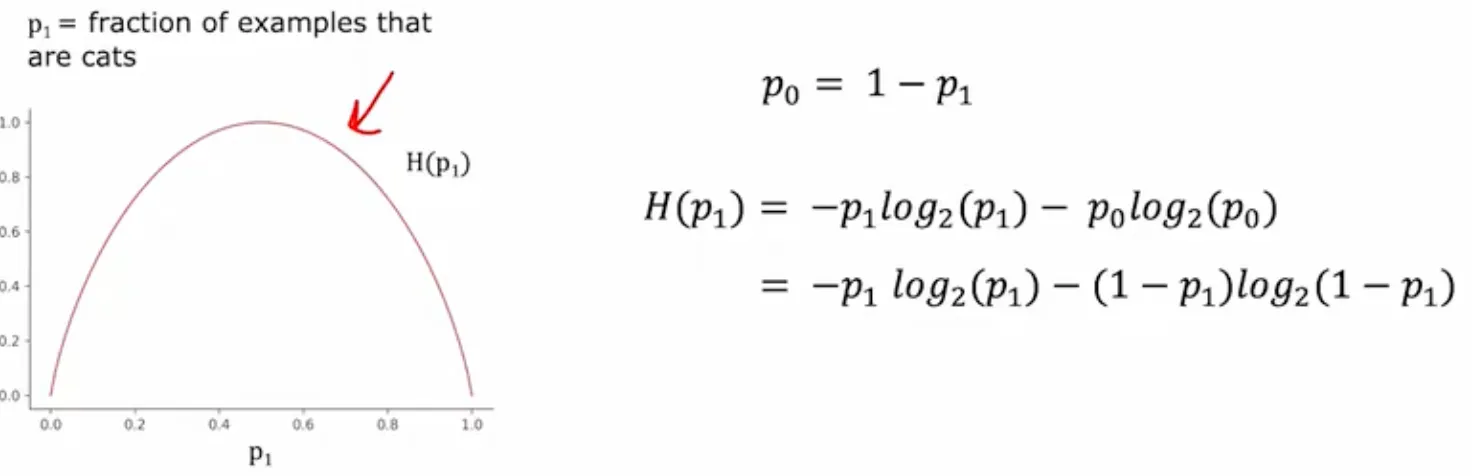 p₁ = fraction of examples that
are cats
1.0
0.8
0.6
0.4
0.2
0.0
H(p₁)
0.0 0.2 0.4 0.6 0.8 1.0
p₁
p₀ = 1 − p₁
H(p₁) = −p₁log₂(p₁) − p₀log₂(p₀)
= −p₁ log₂(p₁) − (1 − p₁)log₂(1 − p₁)